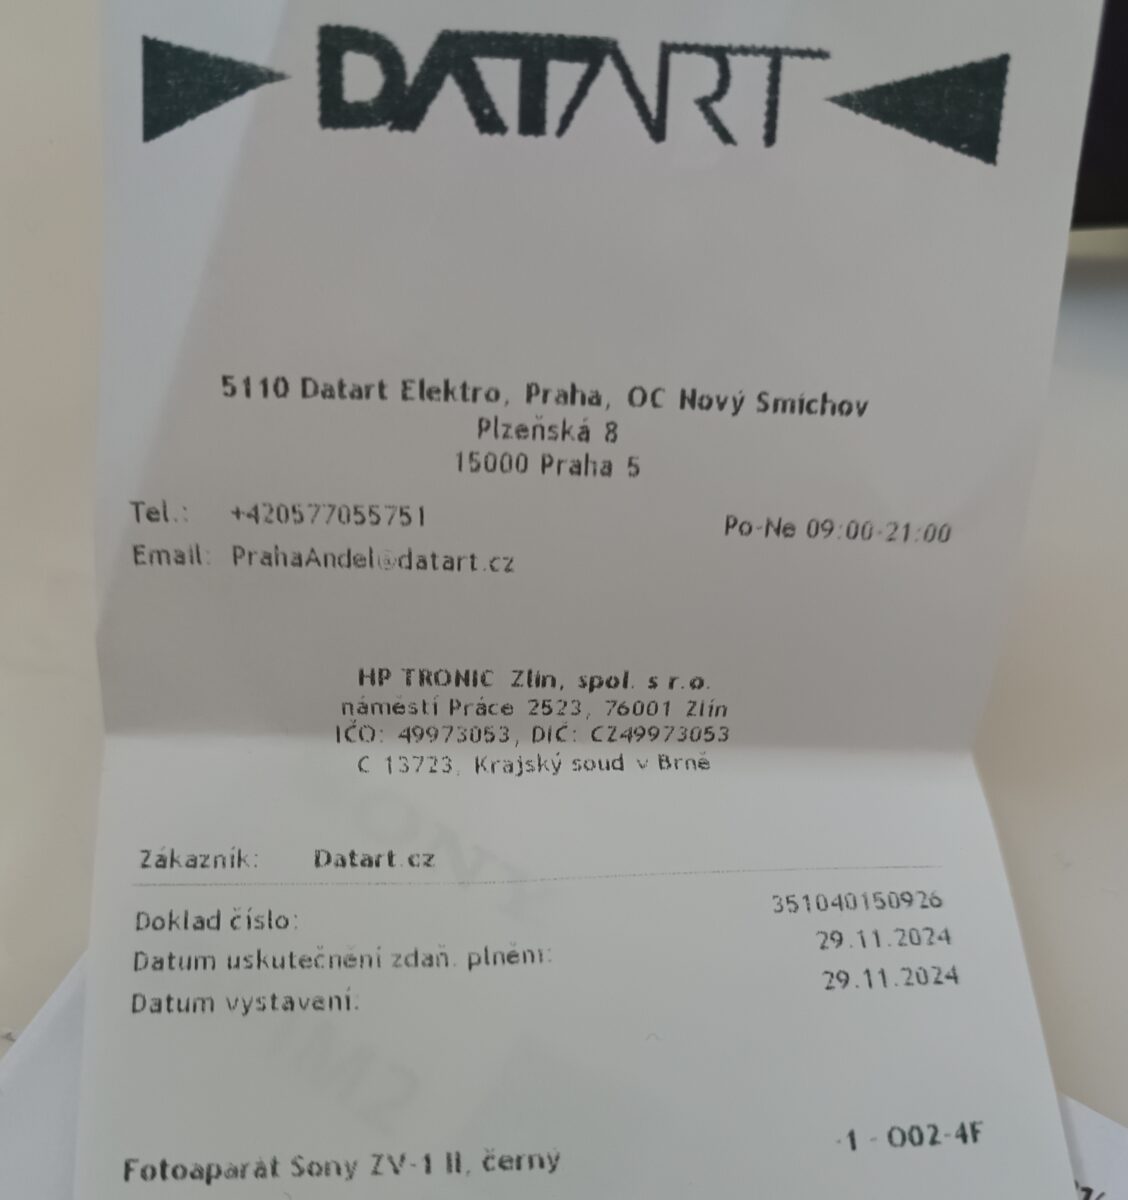 DATART
5110 Datart Elektro, Praha, OC Nový Smíchov
Plzeňská 8
15000 Praha 5
Tel.: +420577055751
Po-Ne 09:00-21:00
Email: PrahaAndel@datart.cz
HP TRONIC Zlín, spol. s r.o.
náměstí Práce 2523, 76001 Zlín
IČO: 49973053, DIČ: CZ49973053
C 13723, Krajský soud v Brně
Zákazník: Datart.cz
Doklad číslo: 351040150926
Datum uskutečnění zdaň. plnění: 29.11.2024
Datum vystavení: 29.11.2024
-1 - O02-4F
Fotoaparát Sony ZV-1 II, černý